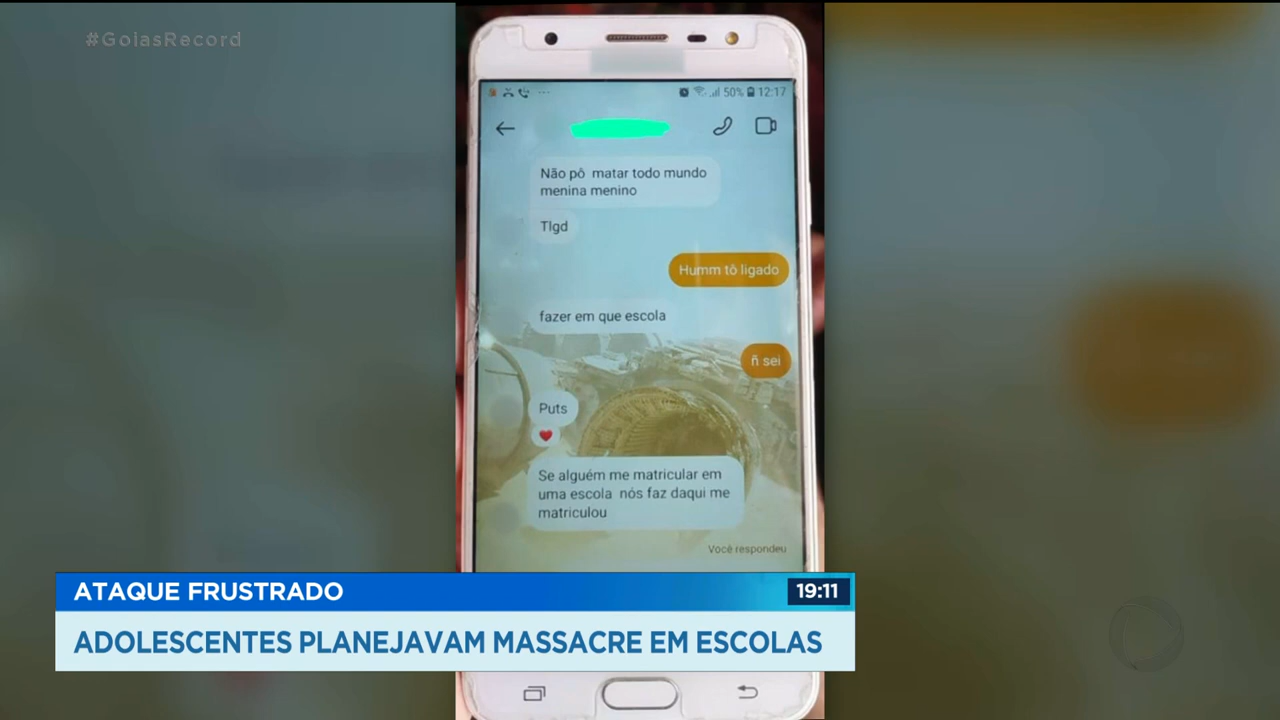 #GoiasRecord
50% 12:17
Não pô matar todo mundo
menina menino
Tlgd
Humm tô ligado
fazer em que escola
ñ sei
Puts
Se alguém me matricular em
uma escola nós faz daqui me
matriculou
Você respondeu
ATAQUE FRUSTRADO
19:11
ADOLESCENTES PLANEJAVAM MASSACRE EM ESCOLAS